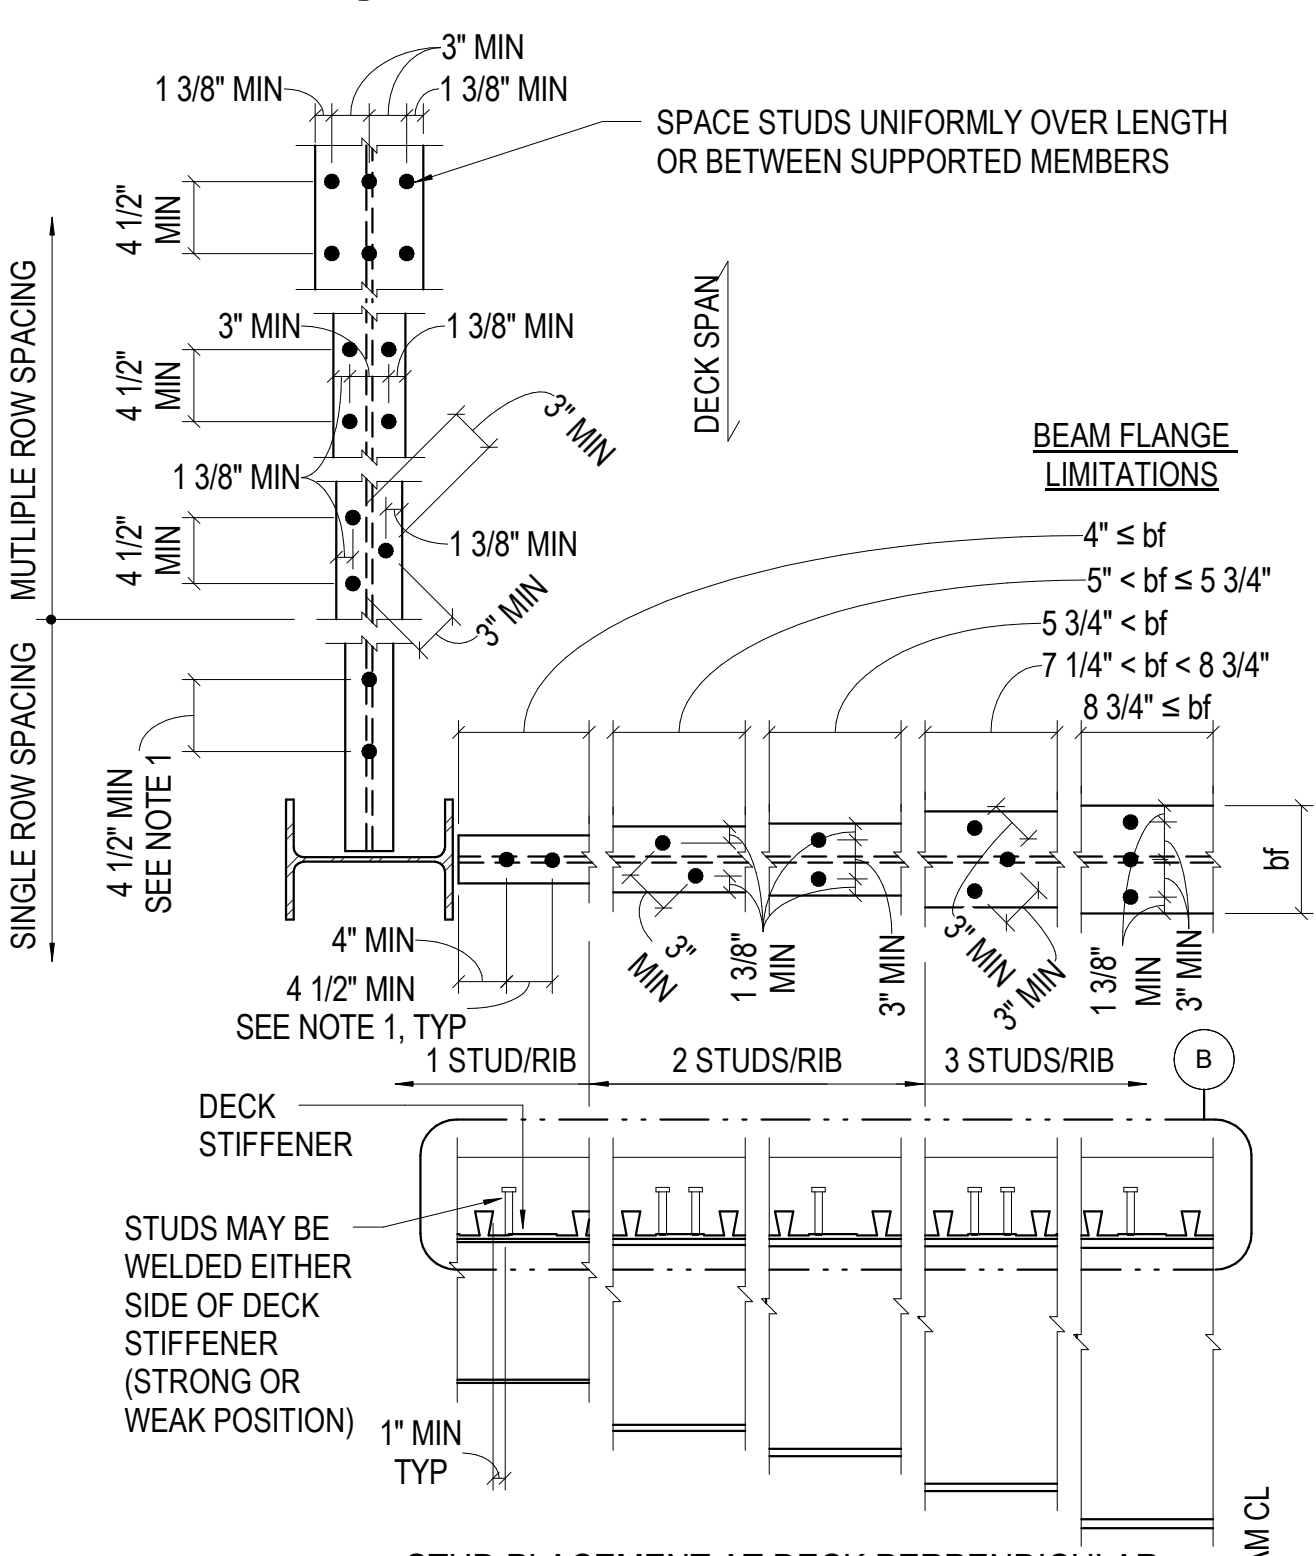 3" MIN
1 3/8" MIN
1 3/8" MIN
SPACE STUDS UNIFORMLY OVER LENGTH
OR BETWEEN SUPPORTED MEMBERS
4 1/2"
MIN
MUTLIPLE ROW SPACING
DECK SPAN
3" MIN
1 3/8" MIN
4 1/2"
MIN
3" MIN
1 3/8" MIN
4 1/2"
MIN
1 3/8" MIN
3" MIN
BEAM FLANGE
LIMITATIONS
4" ≤ bf
5" < bf ≤ 5 3/4"
5 3/4" < bf
7 1/4" < bf < 8 3/4"
8 3/4" ≤ bf
SINGLE ROW SPACING
4 1/2" MIN
SEE NOTE 1
bf
4" MIN
4 1/2" MIN
SEE NOTE 1, TYP
3"
MIN
1 3/8"
MIN
3" MIN
3" MIN
3" MIN
1 3/8"
MIN
3" MIN
1 STUD/RIB
2 STUDS/RIB
3 STUDS/RIB
B
DECK
STIFFENER
STUDS MAY BE
WELDED EITHER
SIDE OF DECK
STIFFENER
(STRONG OR
WEAK POSITION)
1" MIN
TYP
AM CL
STUD PLACEMENT AT DECK PERPENDICULAR